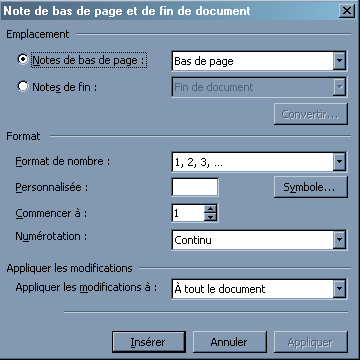 Note de bas de page et de fin de document
Emplacement
Notes de bas de page : Bas de page
Notes de fin : Fin de document
Convertir...
Format
Format de nombre : 1, 2, 3, ...
Personnalisée : Symbole...
Commencer à : 1
Numérotation : Continu
Appliquer les modifications
Appliquer les modifications à : À tout le document
Insérer Annuler Appliquer